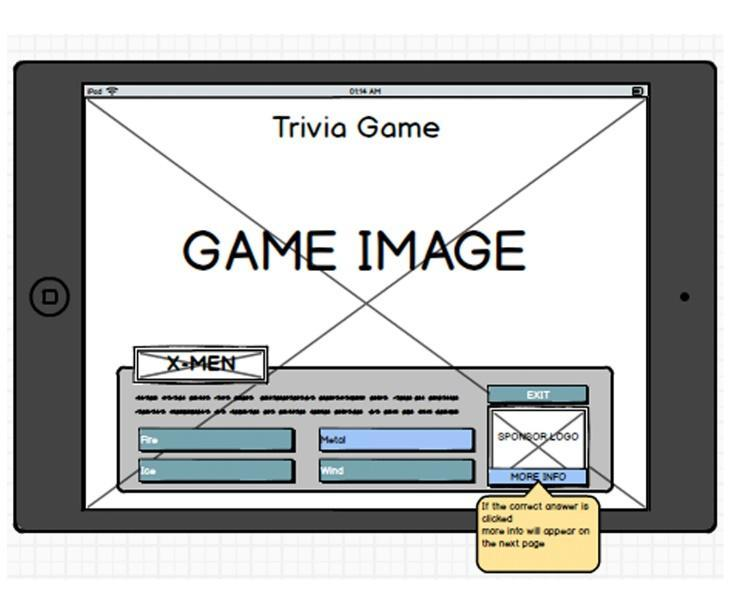 iPod
01:14 AM
Trivia Game
GAME IMAGE
X-MEN
EXIT
SPONSOR LOGO
Fire
Metal
Ice
Wind
MORE INFO
If the correct answer is
clicked
more info will appear on
the next page